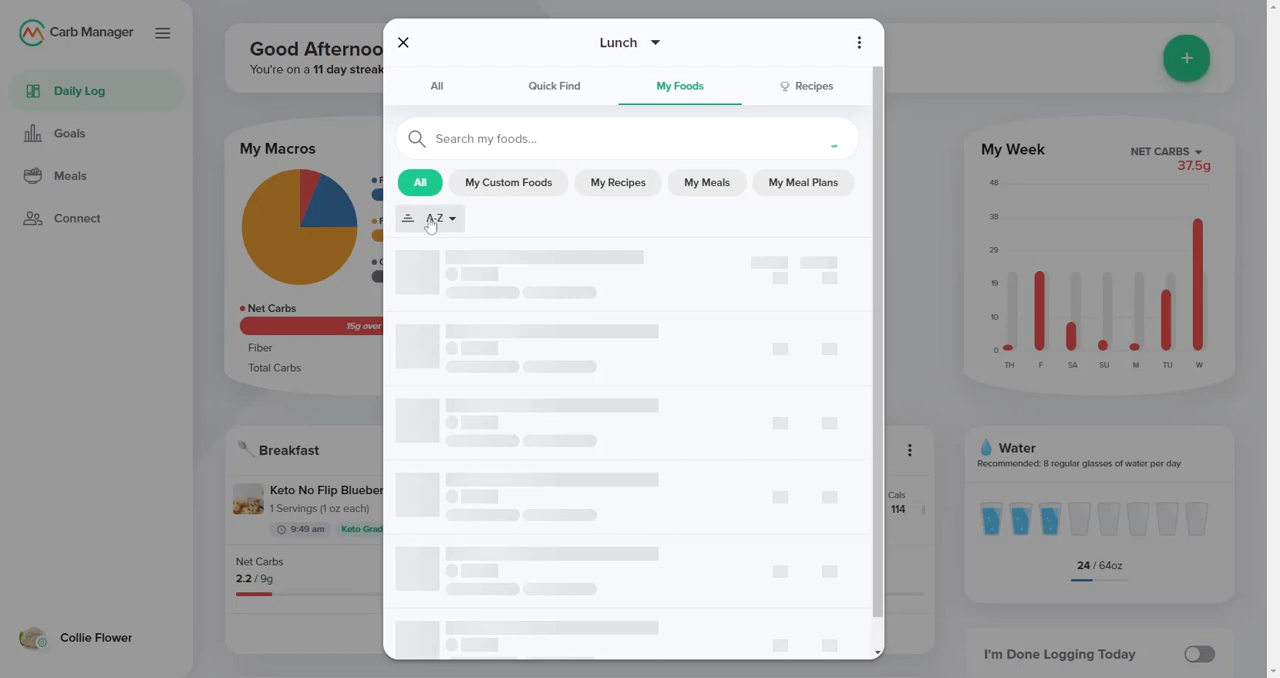 Carb Manager
Daily Log
Goals
Meals
Connect
Collie Flower
Good Afternoo
You're on a 11 day streak
My Macros
Net Carbs
15g over
Fiber
Total Carbs
Breakfast
Keto No Flip Blueber
1 Servings (1 oz each)
9:49 am
Keto Grad
Net Carbs
2.2 / 9g
Lunch
All
Quick Find
My Foods
Recipes
Search my foods...
All
My Custom Foods
My Recipes
My Meals
My Meal Plans
A-Z
Cals
114
+
My Week
NET CARBS
37.5g
48
38
29
19
10
0
TH
F
SA
SU
M
TU
W
Water
Recommended: 8 regular glasses of water per day
24 / 64oz
I'm Done Logging Today